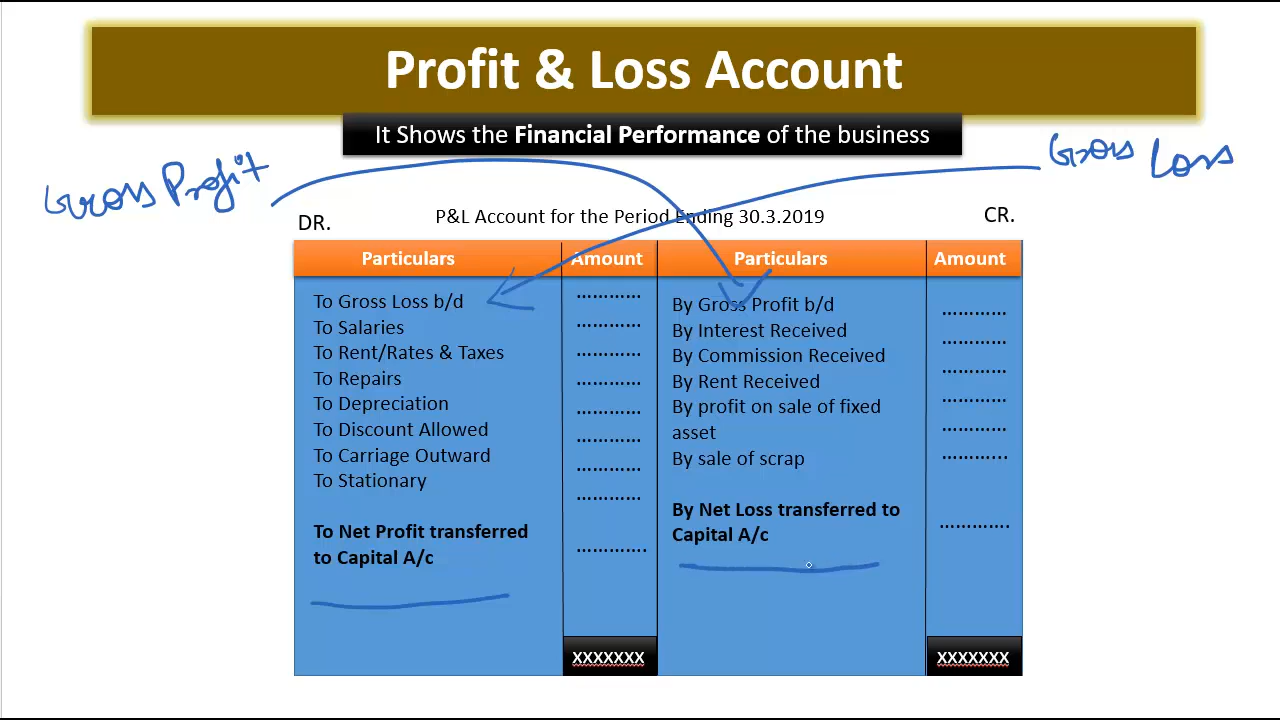 Profit & Loss Account
It Shows the Financial Performance of the business
Gross Profit
Gross Loss
DR.
P&L Account for the Period Ending 30.3.2019
CR.
Particulars Amount Particulars Amount
To Gross Loss b/d ............
To Salaries ............
To Rent/Rates & Taxes ............
To Repairs ............
To Depreciation ............
To Discount Allowed ............
To Carriage Outward ............
To Stationary ............
To Net Profit transferred
to Capital A/c .............
XXXXXXX
By Gross Profit b/d ............
By Interest Received ............
By Commission Received ............
By Rent Received ............
By profit on sale of fixed
asset ............
By sale of scrap ............
By Net Loss transferred to
Capital A/c .............
XXXXXXX